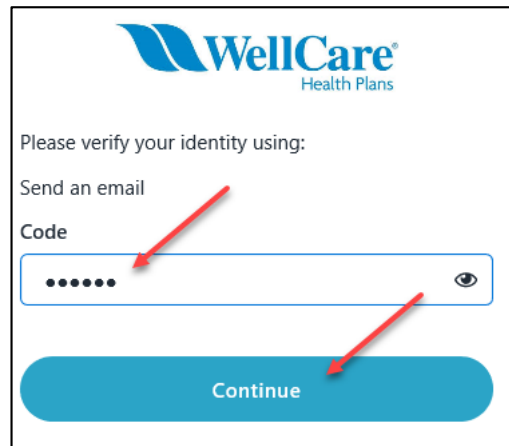 WellCare®
Health Plans
Please verify your identity using:
Send an email
Code
••••••
Continue